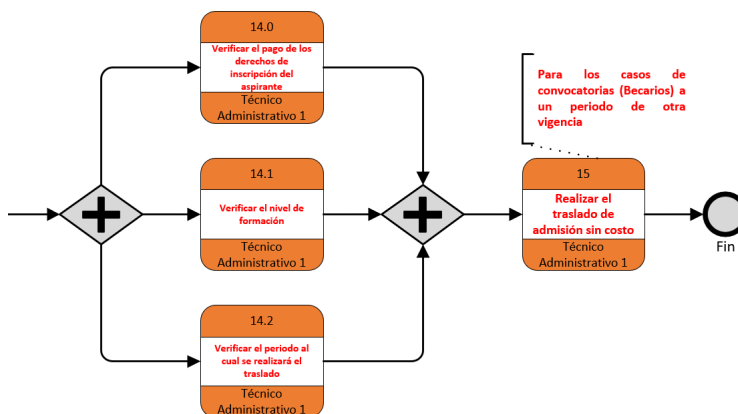 14.0
Verificar el pago de los
derechos de
inscripción del
aspirante
Técnico
Administrativo 1
14.1
Verificar el nivel de
formación
Técnico
Administrativo 1
14.2
Verificar el periodo al
cual se realizará el
traslado
Técnico
Administrativo 1
Para los casos de
convocatorias (Becarios) a
un periodo de otra
vigencia
15
Realizar el
traslado de
admisión sin costo
Técnico
Administrativo 1
Fin